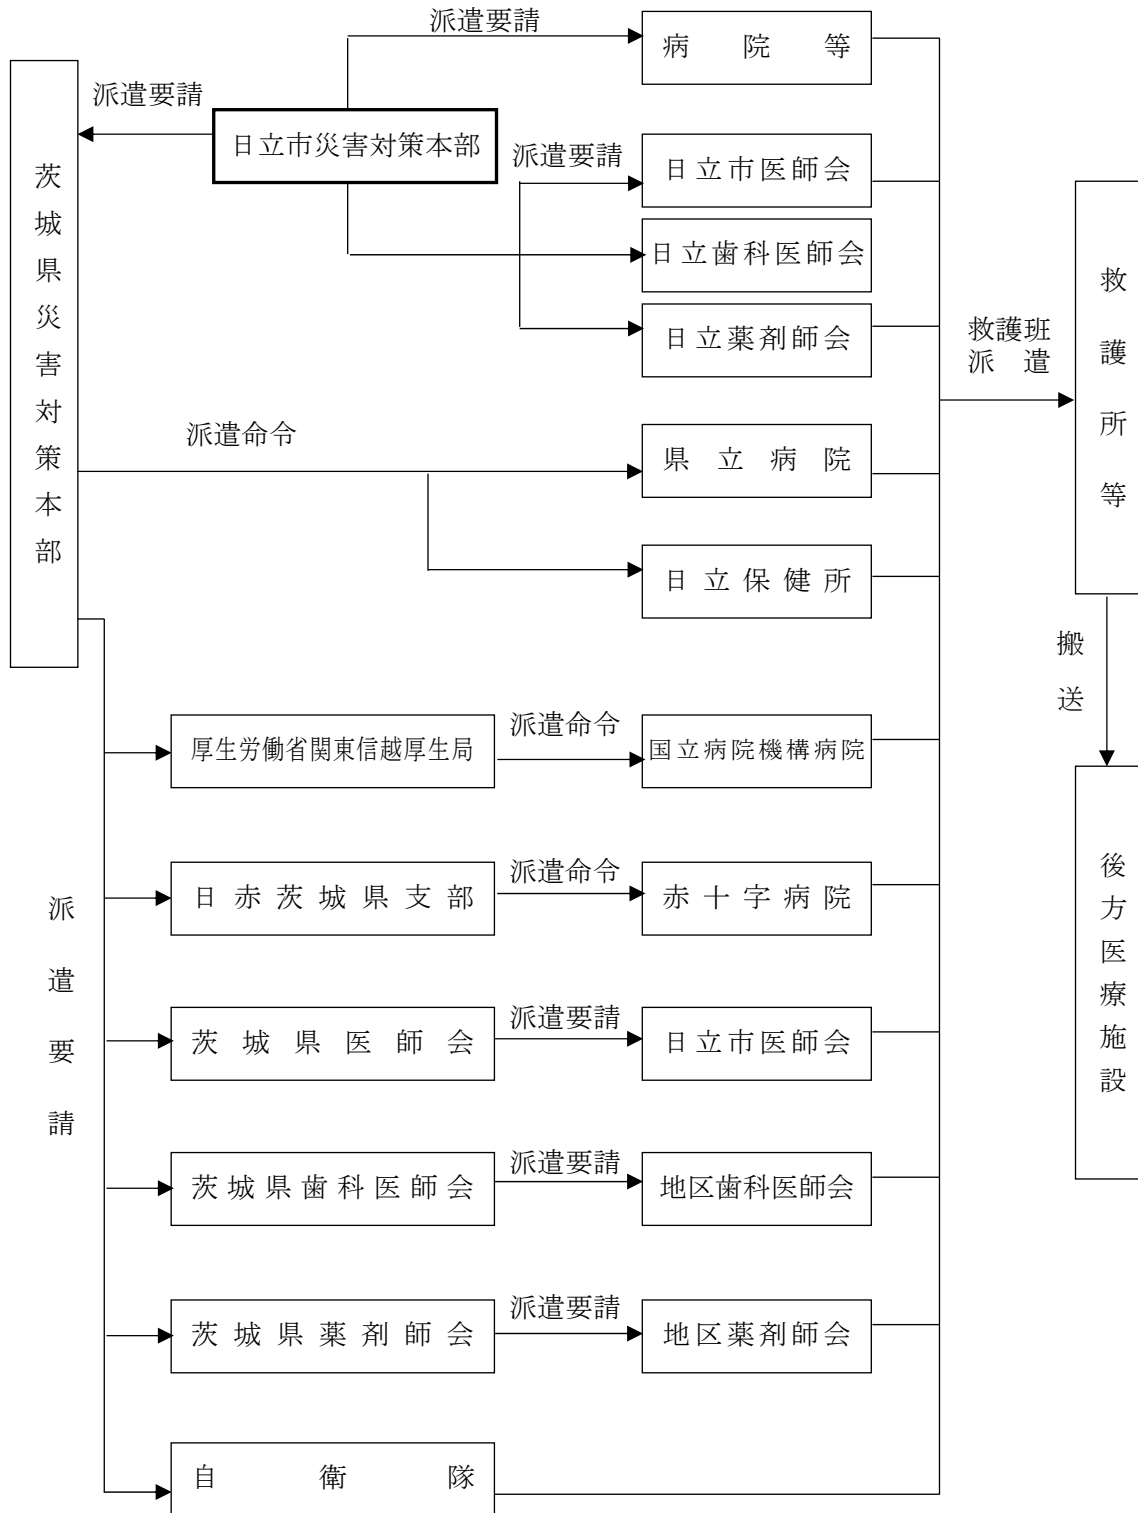 派遣要請
病院等
派遣要請
日立市災害対策本部
茨城県災害対策本部
派遣要請
日立市医師会
日立歯科医師会
日立薬剤師会
救護班
派遣
救護所等
派遣命令
県立病院
日立保健所
搬送
厚生労働省関東信越厚生局
派遣命令
国立病院機構病院
後方医療施設
派遣要請
日赤茨城県支部
派遣命令
赤十字病院
茨城県医師会
派遣要請
日立市医師会
茨城県歯科医師会
派遣要請
地区歯科医師会
茨城県薬剤師会
派遣要請
地区薬剤師会
自衛隊